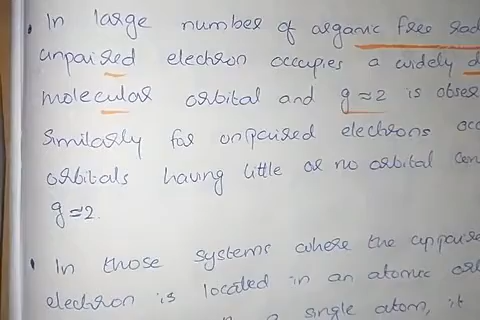 In large number of organic free rad
unpaired electron occupies a widely d
molecular orbital and g ≈ 2 is obser
Similarly for unpaired electrons occ
orbitals having little or no orbital con
g ≈ 2.
In those systems where the unpaire
electron is located in an atomic or
a single atom, it